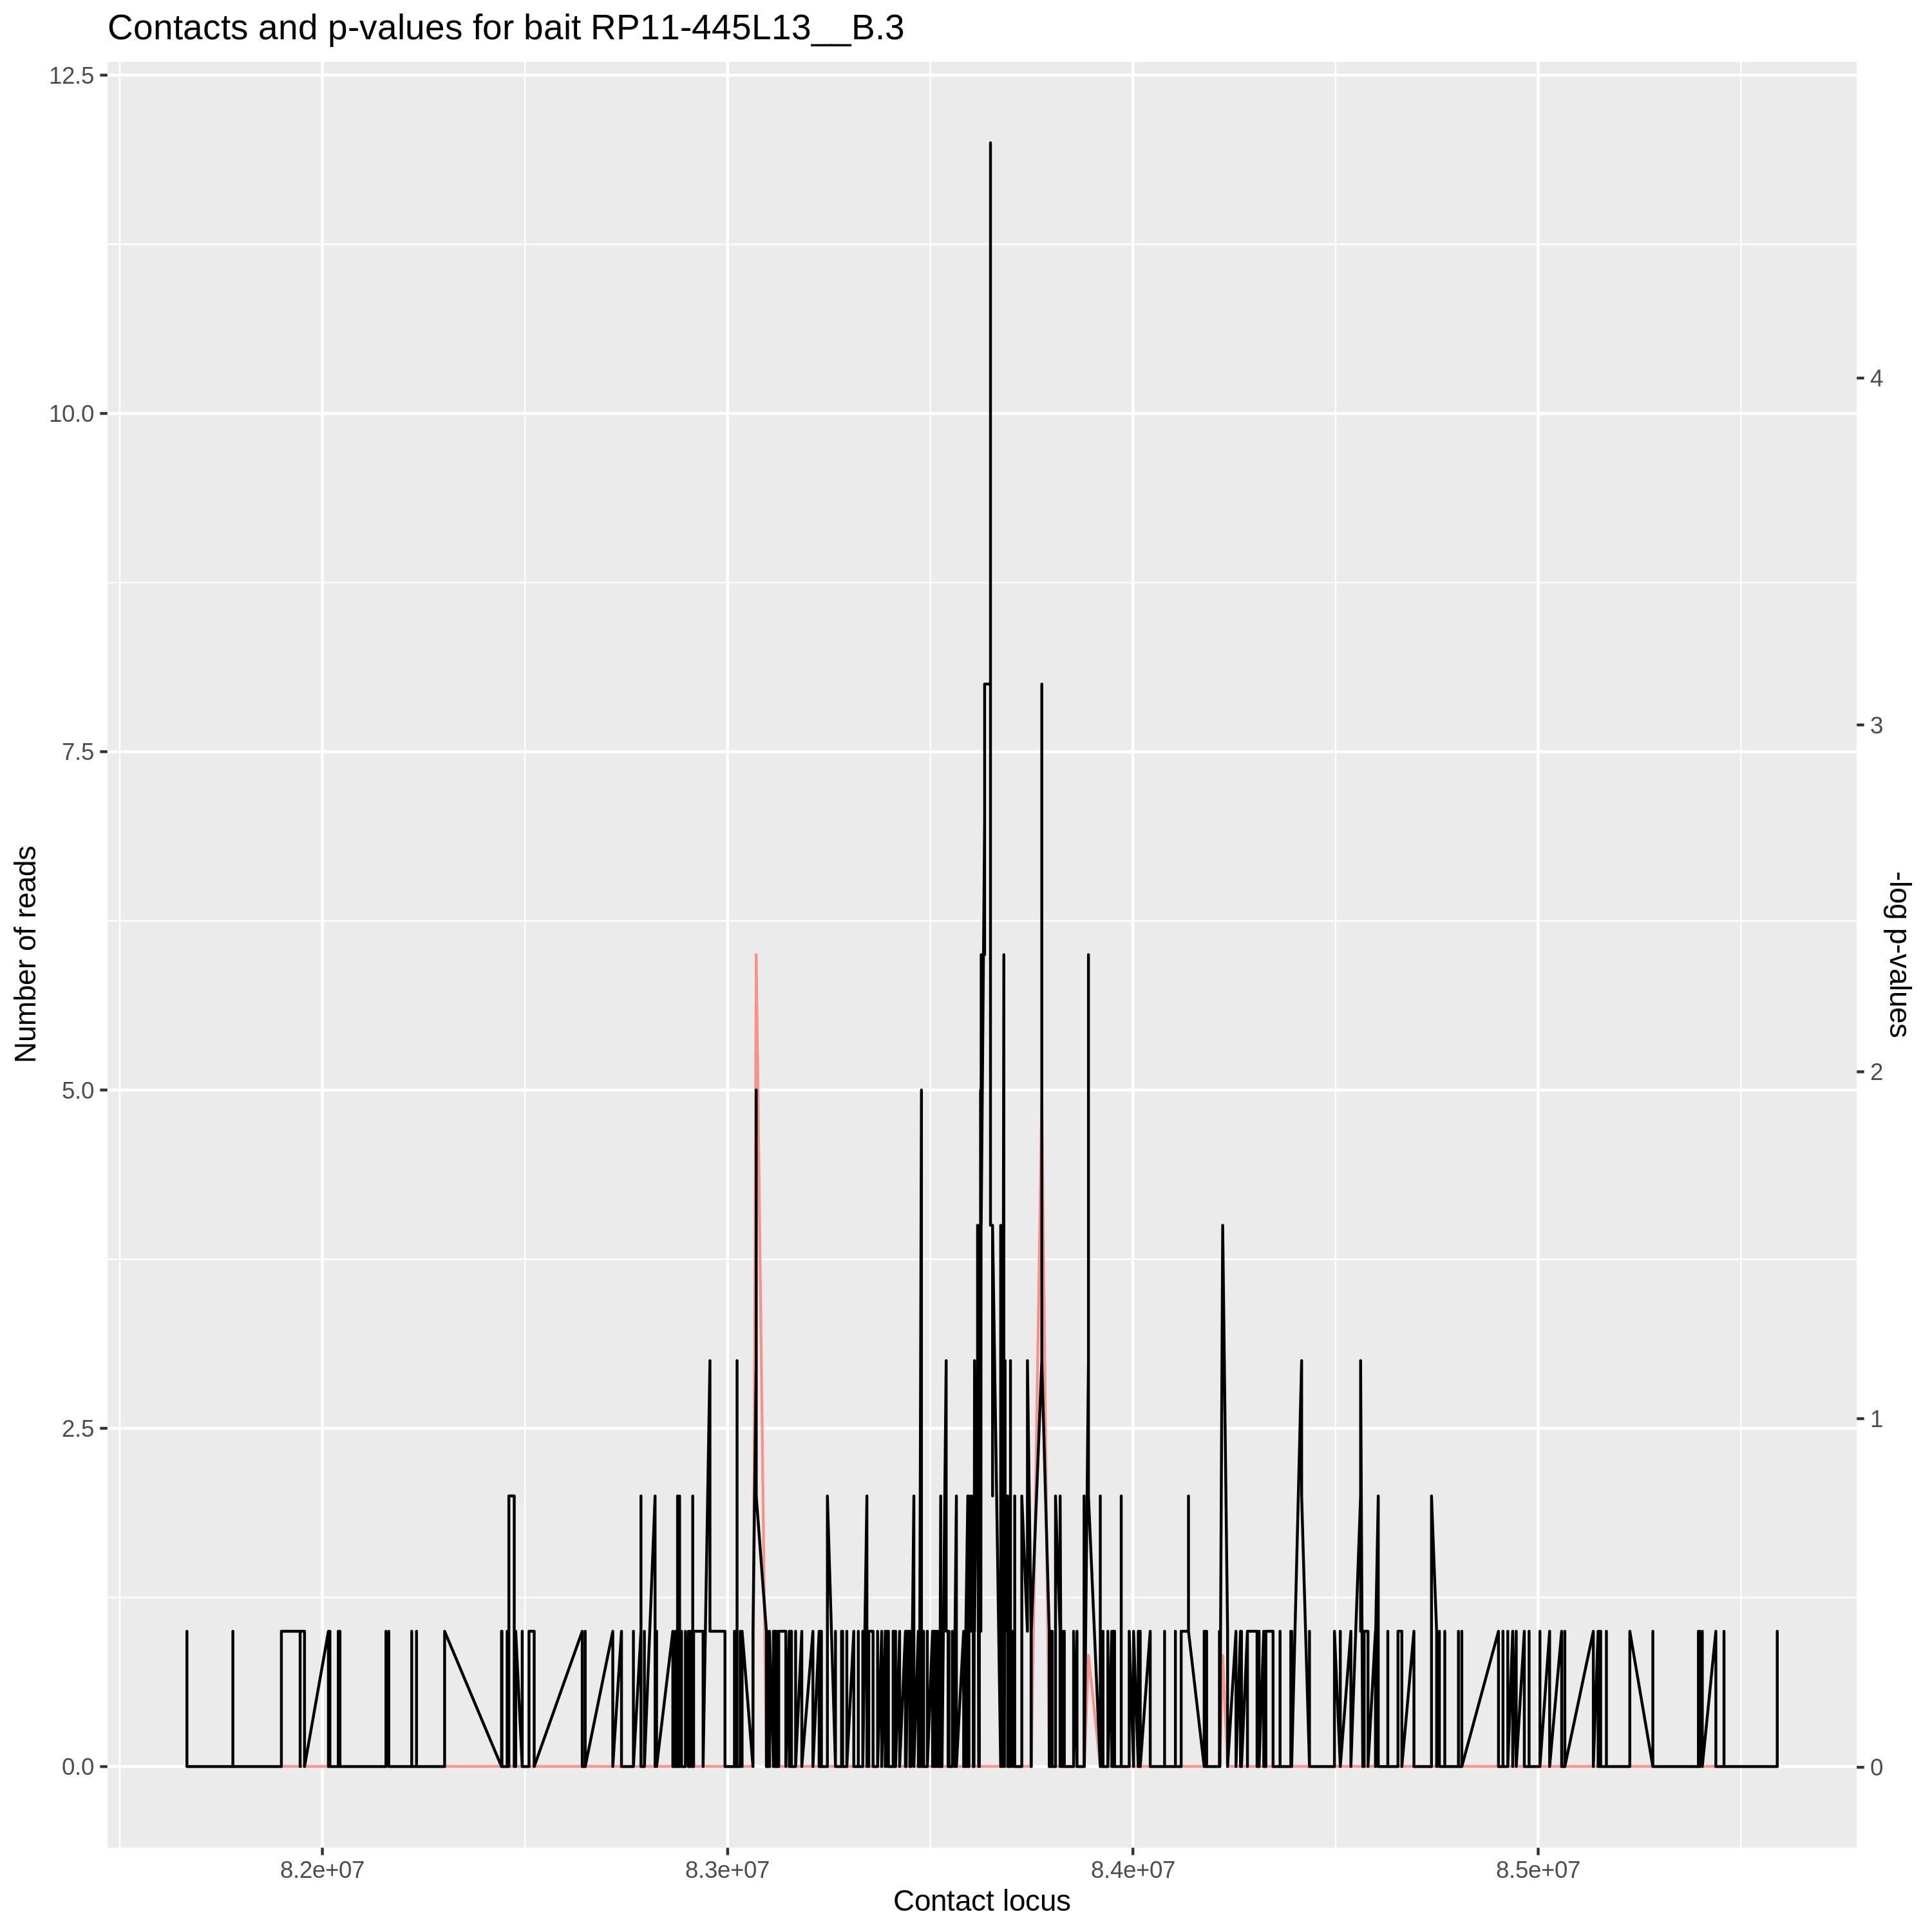 Contacts and p-values for bait RP11-445L13__B.3
12.5
10.0
7.5
5.0
2.5
0.0
Number of reads
4
3
2
1
0
-log p-values
8.2e+07
8.3e+07
8.4e+07
8.5e+07
Contact locus